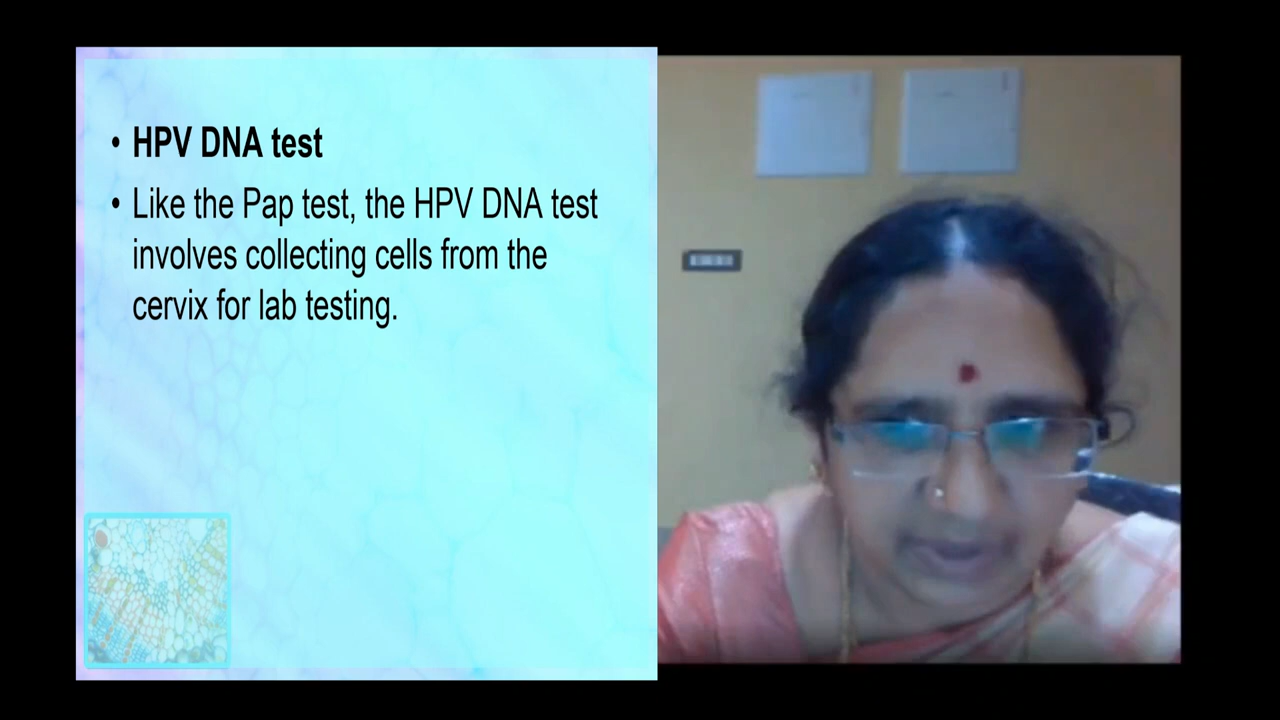 • HPV DNA test
• Like the Pap test, the HPV DNA test
involves collecting cells from the
cervix for lab testing.